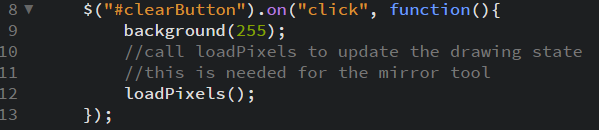 8 ▼ $("#clearButton").on("click", function(){
9 background(255);
10 //call loadPixels to update the drawing state
11 //this is needed for the mirror tool
12 loadPixels();
13 });